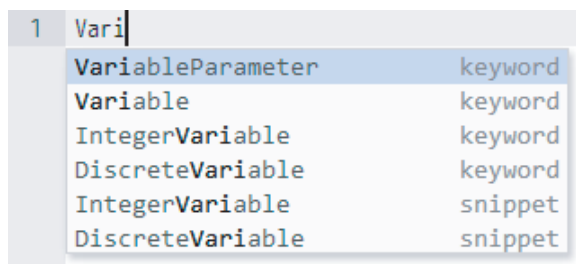 1 Vari
VariableParameter keyword
Variable keyword
IntegerVariable keyword
DiscreteVariable keyword
IntegerVariable snippet
DiscreteVariable snippet